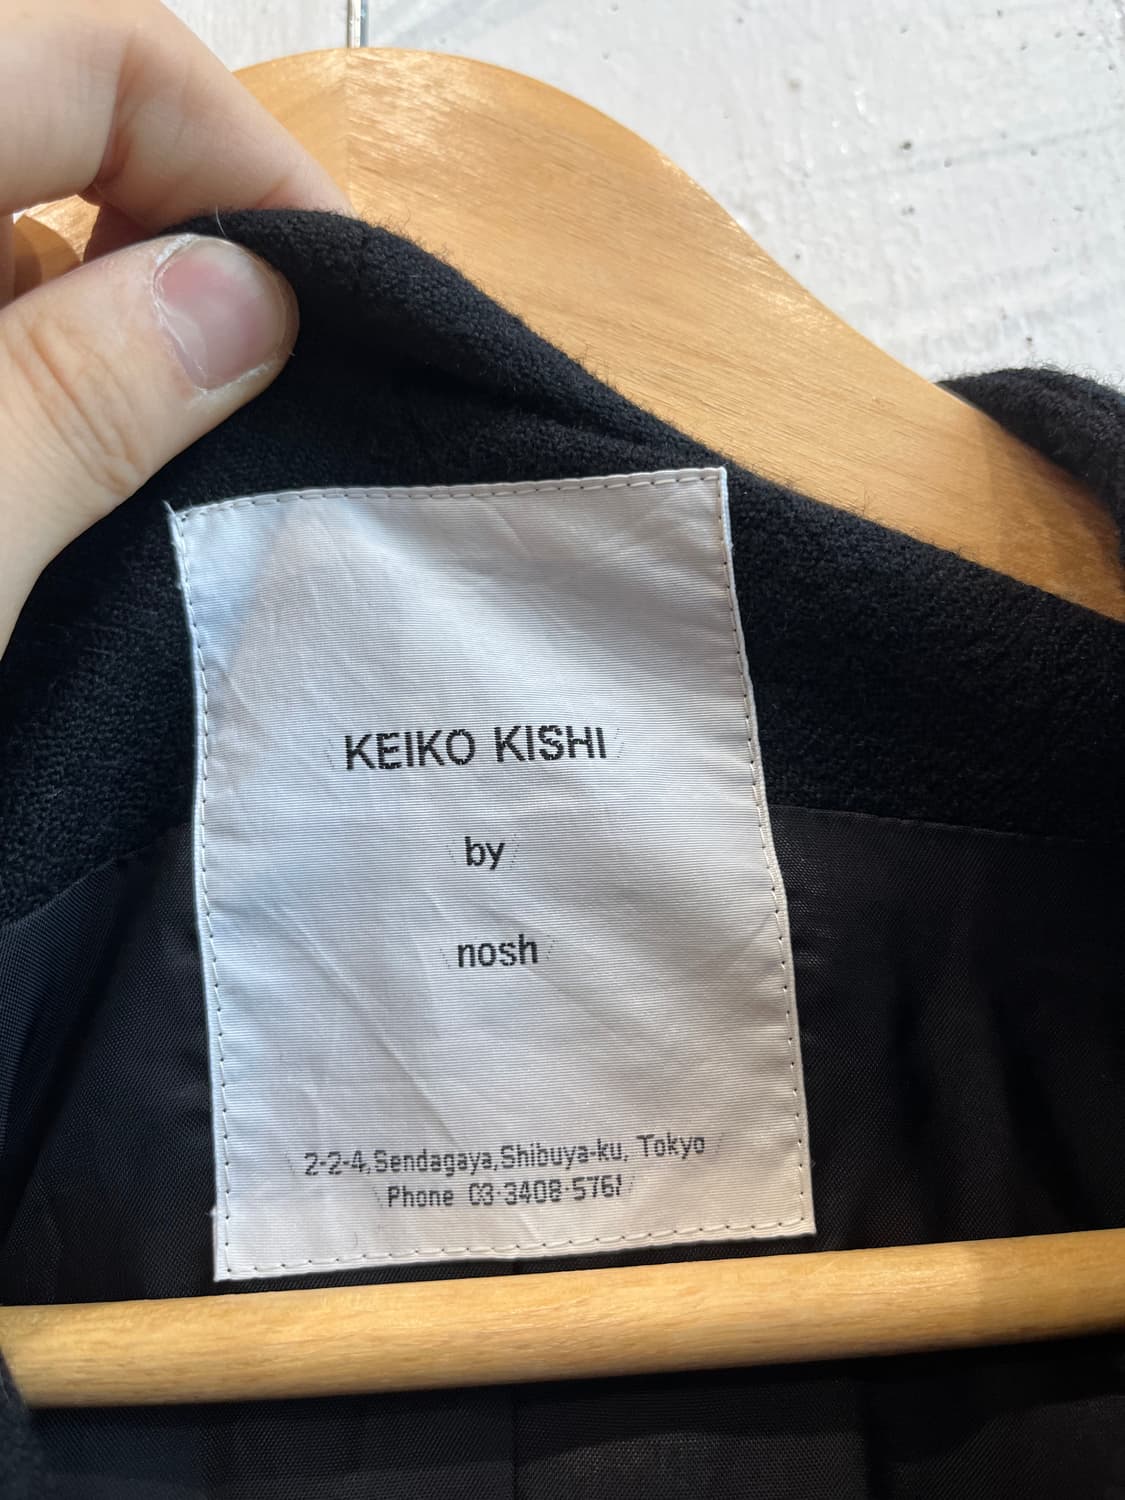 KEIKO KISHI
by
nosh
2-2-4,Sendagaya,Shibuya-ku, Tokyo
Phone 03-3408-5761